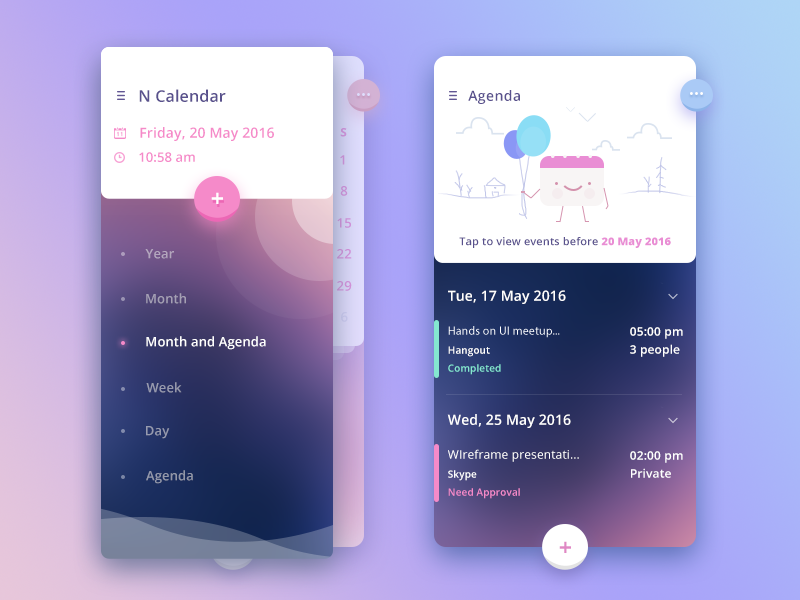 N Calendar
Friday, 20 May 2016
10:58 am
Year
Month
Month and Agenda
Week
Day
Agenda
S
1
8
15
22
29
6
Agenda
Tap to view events before 20 May 2016
Tue, 17 May 2016
Hands on UI meetup... 05:00 pm
Hangout 3 people
Completed
Wed, 25 May 2016
WIreframe presentati... 02:00 pm
Skype Private
Need Approval